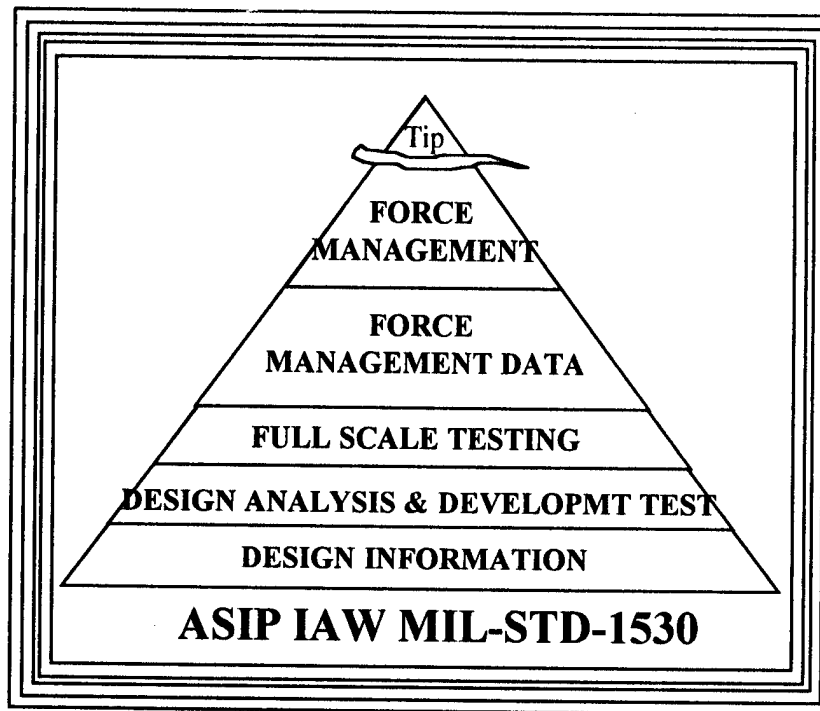 Tip
FORCE
MANAGEMENT
FORCE
MANAGEMENT DATA
FULL SCALE TESTING
DESIGN ANALYSIS & DEVELOPMT TEST
DESIGN INFORMATION
ASIP IAW MIL-STD-1530